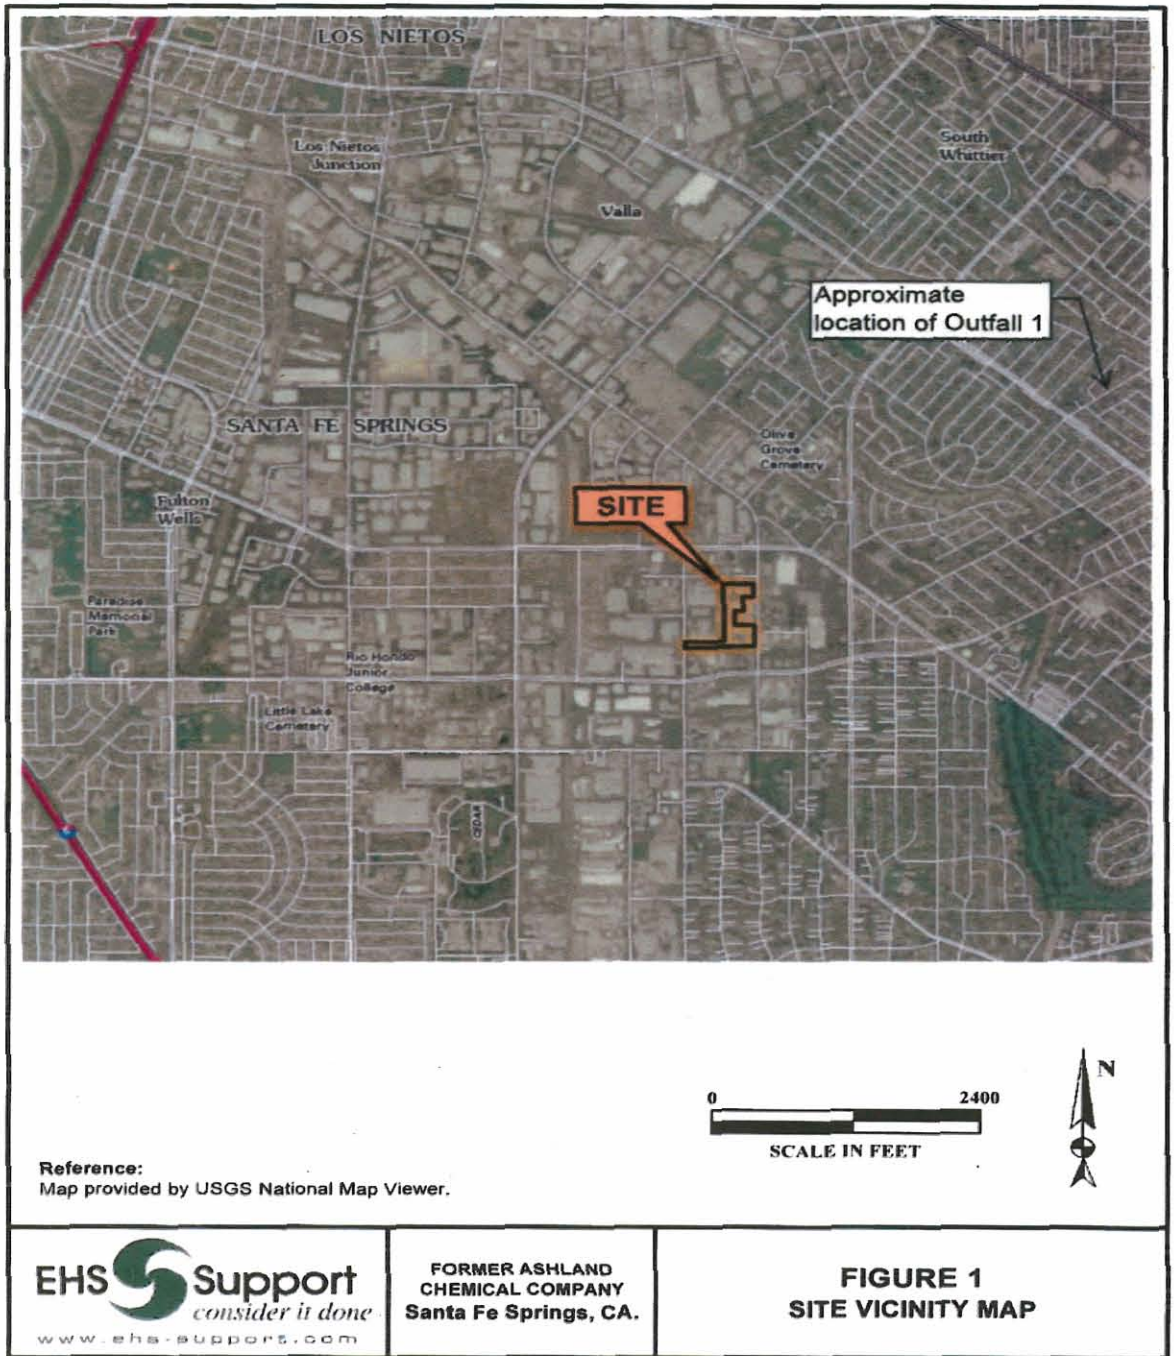 LOS NIETOS
Los Nietos
Junction
South
Whittier
Valla
Approximate
location of Outfall 1
SANTA FE SPRINGS
Olive
Grove
Cemetery
Fulton
Wells
SITE
Paradise
Memorial
Park
Rio Hondo
Junior
College
Little Lake
Cemetery
CEDAR
N
0 2400
SCALE IN FEET
Reference:
Map provided by USGS National Map Viewer.
EHS Support
consider it done
www.ehs-support.com
FORMER ASHLAND
CHEMICAL COMPANY
Santa Fe Springs, CA.
FIGURE 1
SITE VICINITY MAP